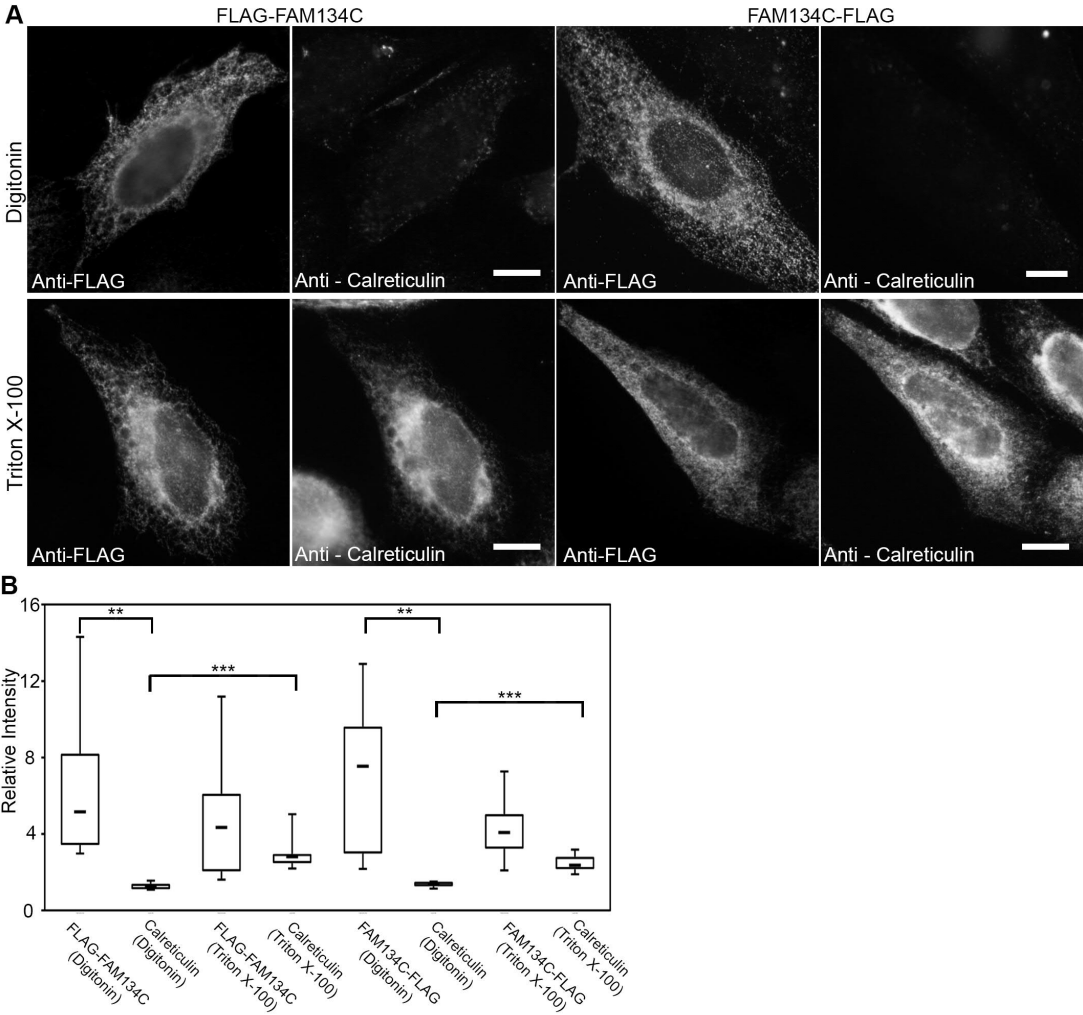 A
FLAG-FAM134C
FAM134C-FLAG
Digitonin
Anti-FLAG
Anti - Calreticulin
Anti-FLAG
Anti - Calreticulin
Triton X-100
Anti-FLAG
Anti - Calreticulin
Anti-FLAG
Anti - Calreticulin
B
Relative Intensity
16
12
8
4
0
**
***
**
***
FLAG-FAM134C
(Digitonin)
Calreticulin
(Digitonin)
FLAG-FAM134C
(Triton X-100)
Calreticulin
(Triton X-100)
FAM134C-FLAG
(Digitonin)
Calreticulin
(Digitonin)
FAM134C-FLAG
(Triton X-100)
Calreticulin
(Triton X-100)